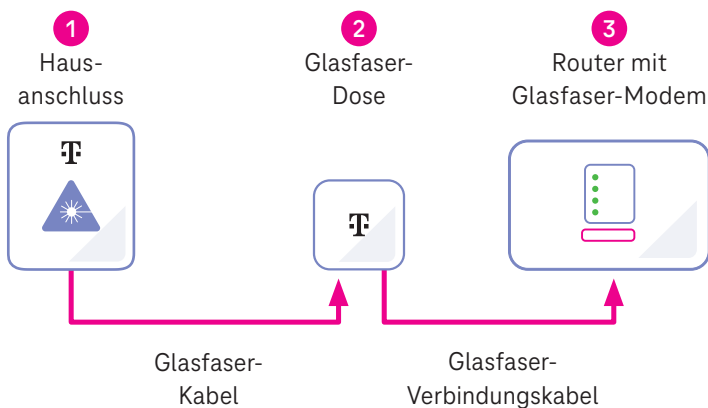 1
Haus-
anschluss
2
Glasfaser-
Dose
3
Router mit
Glasfaser-Modem
T
T
Glasfaser-
Kabel
Glasfaser-
Verbindungskabel